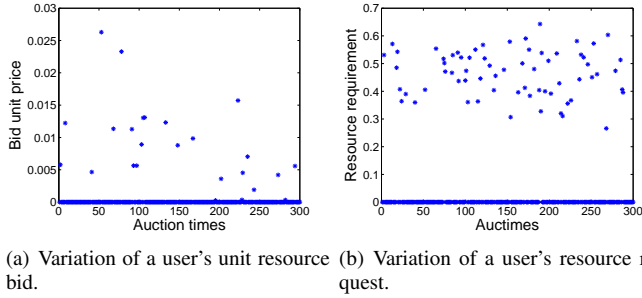 0.03
0.025
0.02
0.015
0.01
0.005
0
Bid unit price
0 50 100 150 200 250 300
Auction times
0.7
0.6
0.5
0.4
0.3
0.2
0.1
0
Resource requirement
0 50 100 150 200 250 300
Auctimes
(a) Variation of a user's unit resource
bid.
(b) Variation of a user's resource r
quest.